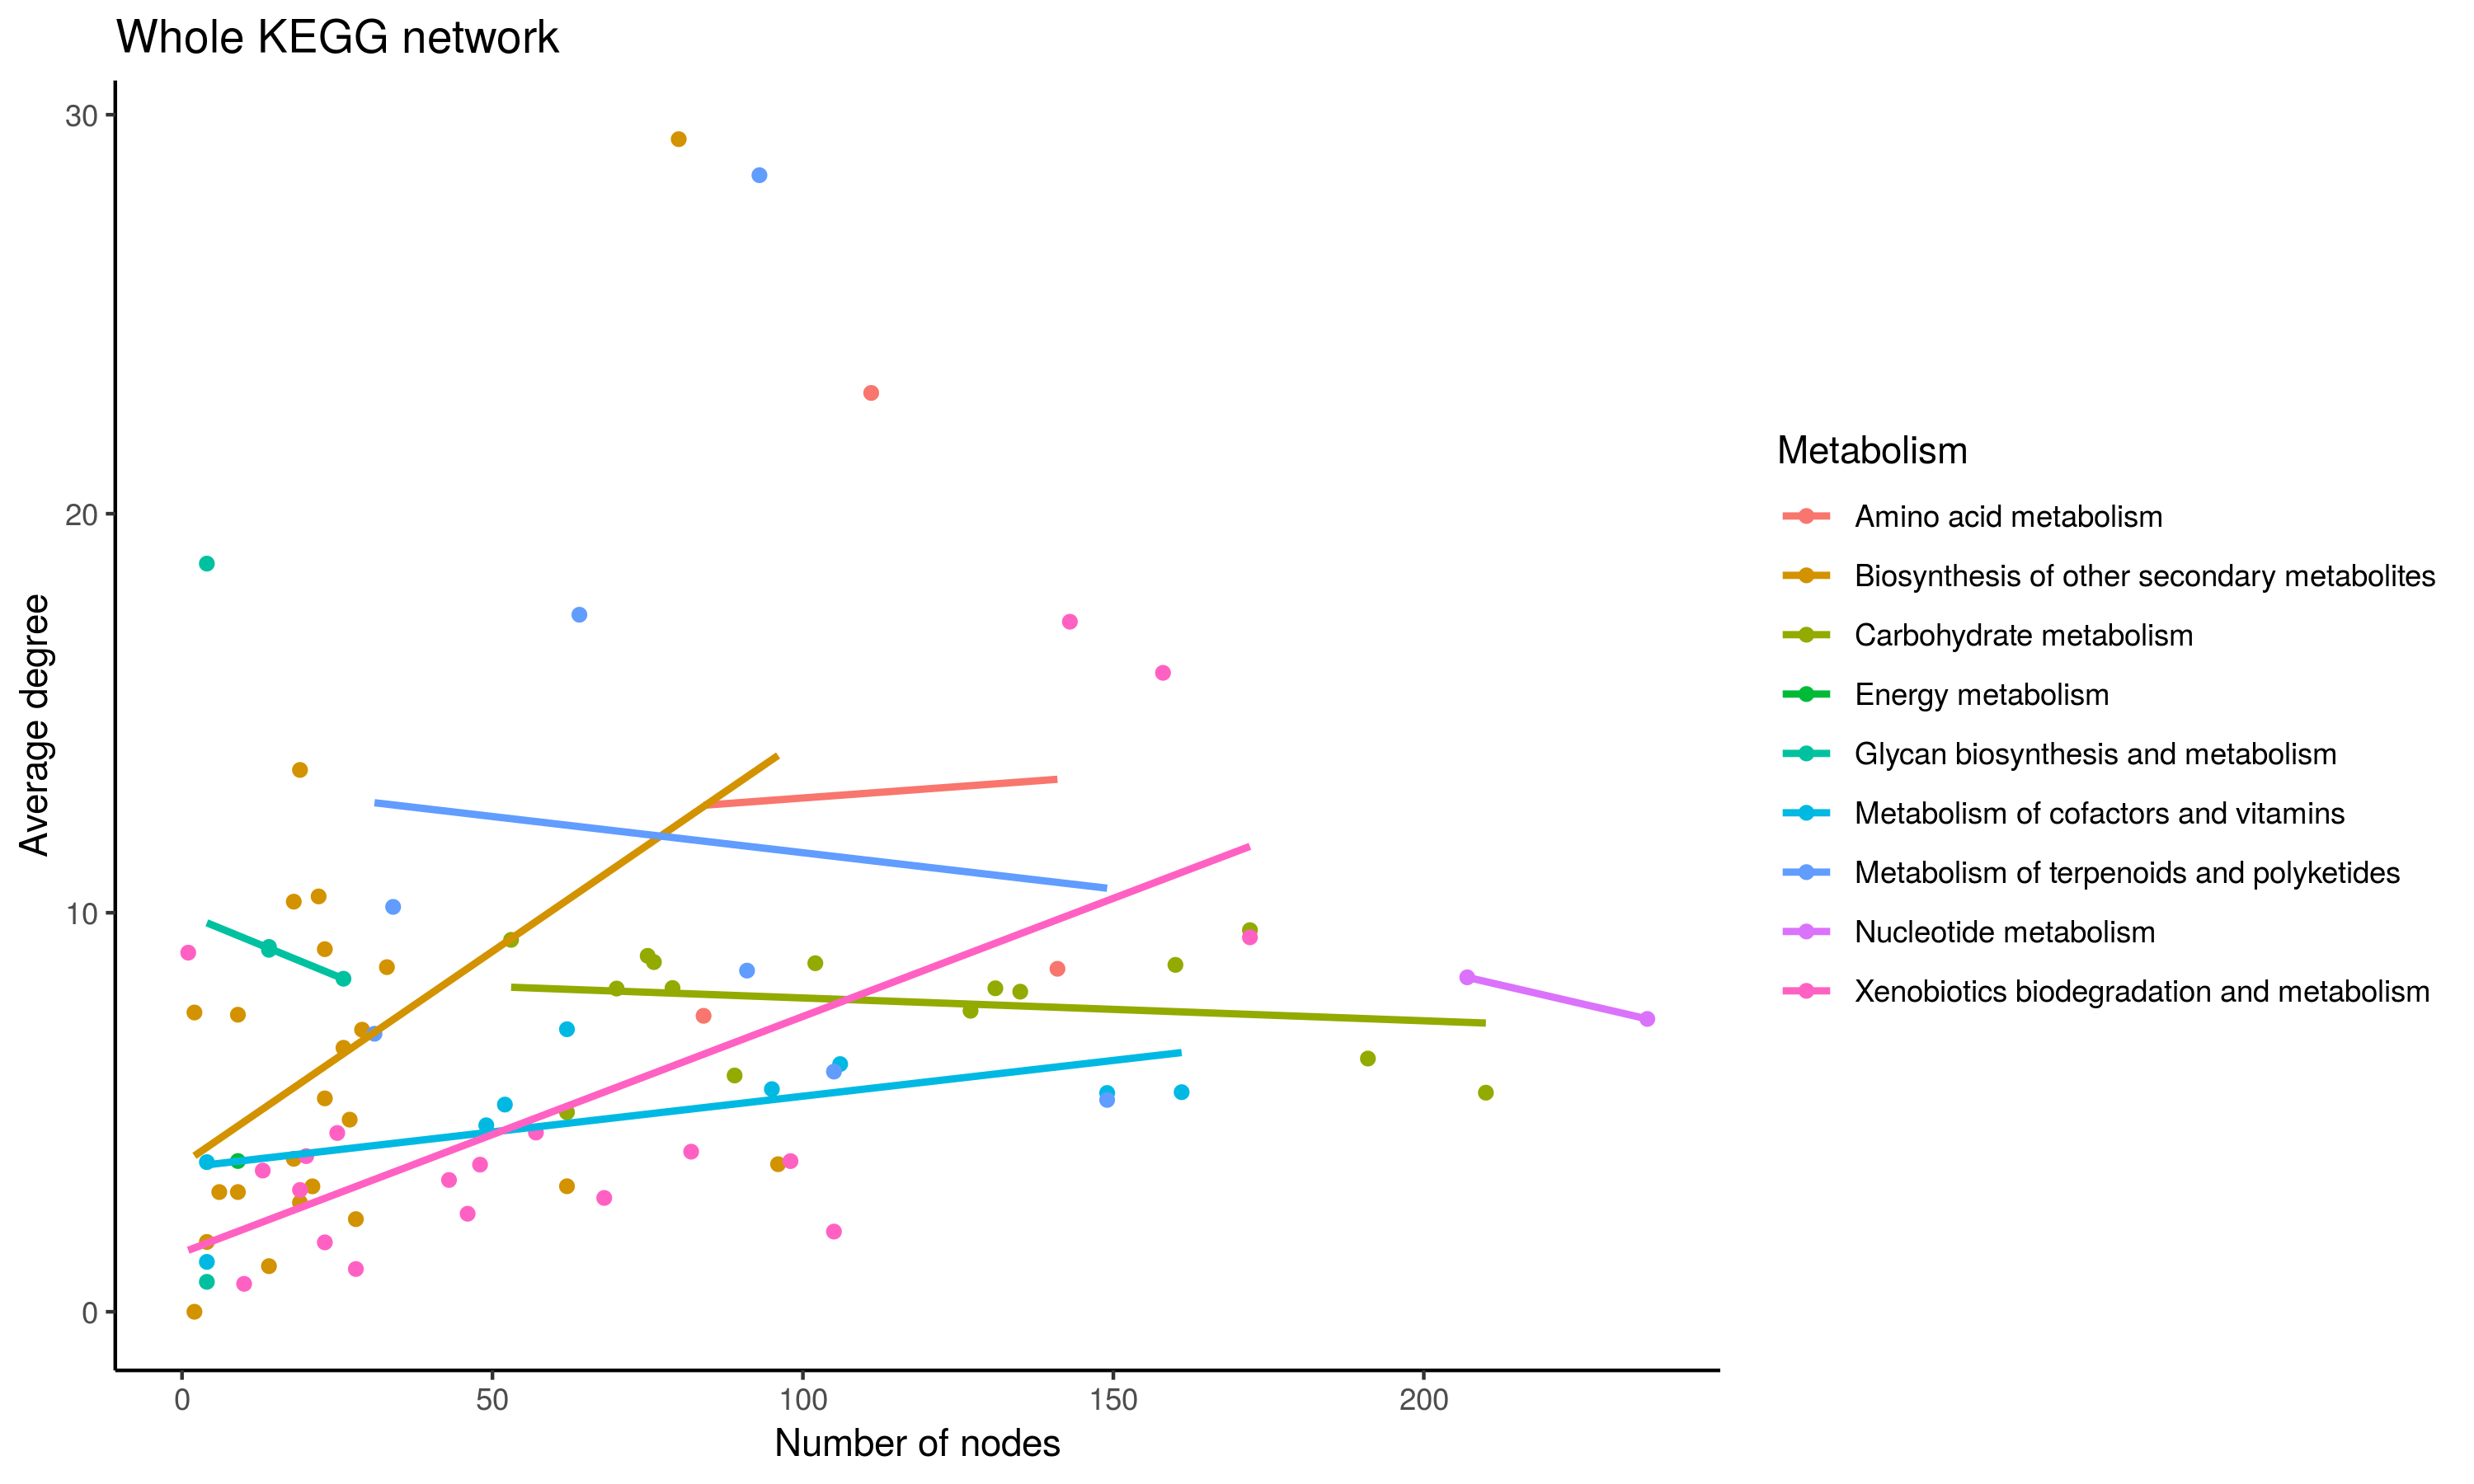 Whole KEGG network
30
20
10
0
Average degree
0
50
100
150
200
Number of nodes
Metabolism
Amino acid metabolism
Biosynthesis of other secondary metabolites
Carbohydrate metabolism
Energy metabolism
Glycan biosynthesis and metabolism
Metabolism of cofactors and vitamins
Metabolism of terpenoids and polyketides
Nucleotide metabolism
Xenobiotics biodegradation and metabolism